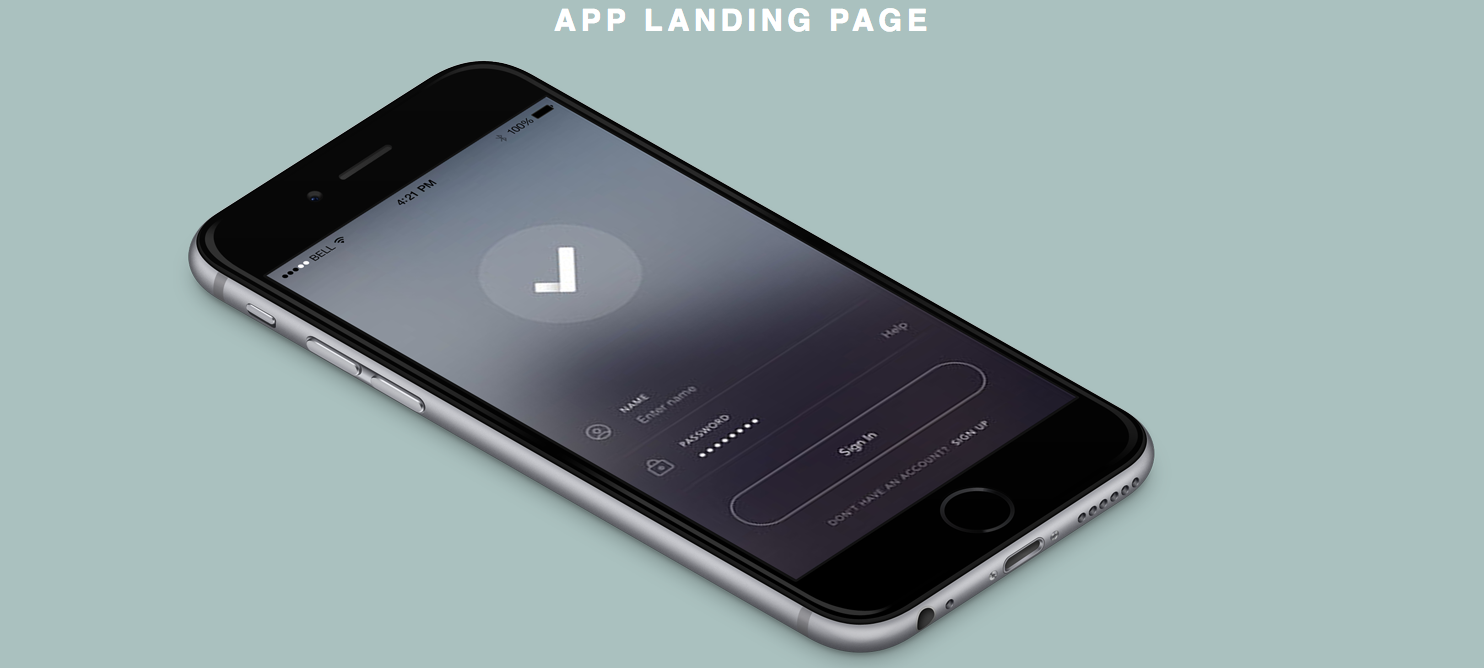 APP LANDING PAGE
BELL
4:21 PM
100%
NAME
Enter name
PASSWORD
Help
Sign In
DON'T HAVE AN ACCOUNT? SIGN UP